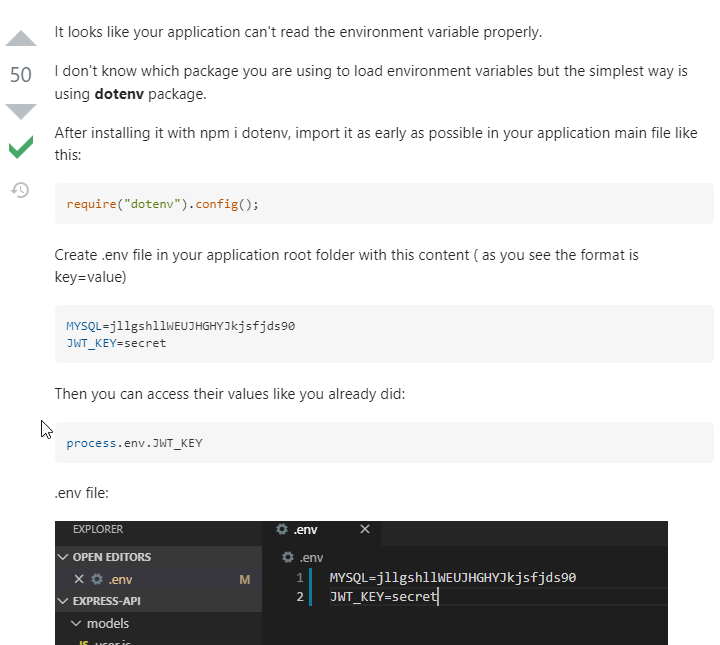 It looks like your application can't read the environment variable properly.
50
I don't know which package you are using to load environment variables but the simplest way is
using dotenv package.
After installing it with npm i dotenv, import it as early as possible in your application main file like
this:
require("dotenv").config();
Create .env file in your application root folder with this content ( as you see the format is
key=value)
MYSQL=jllgshllWEUJHGHYJkjsfjds90
JWT_KEY=secret
Then you can access their values like you already did:
process.env.JWT_KEY
.env file:
EXPLORER
OPEN EDITORS
.env M
EXPRESS-API
models
JS user.js
.env
.env
1 MYSQL=jllgshllWEUJHGHYJkjsfjds90
2 JWT_KEY=secret